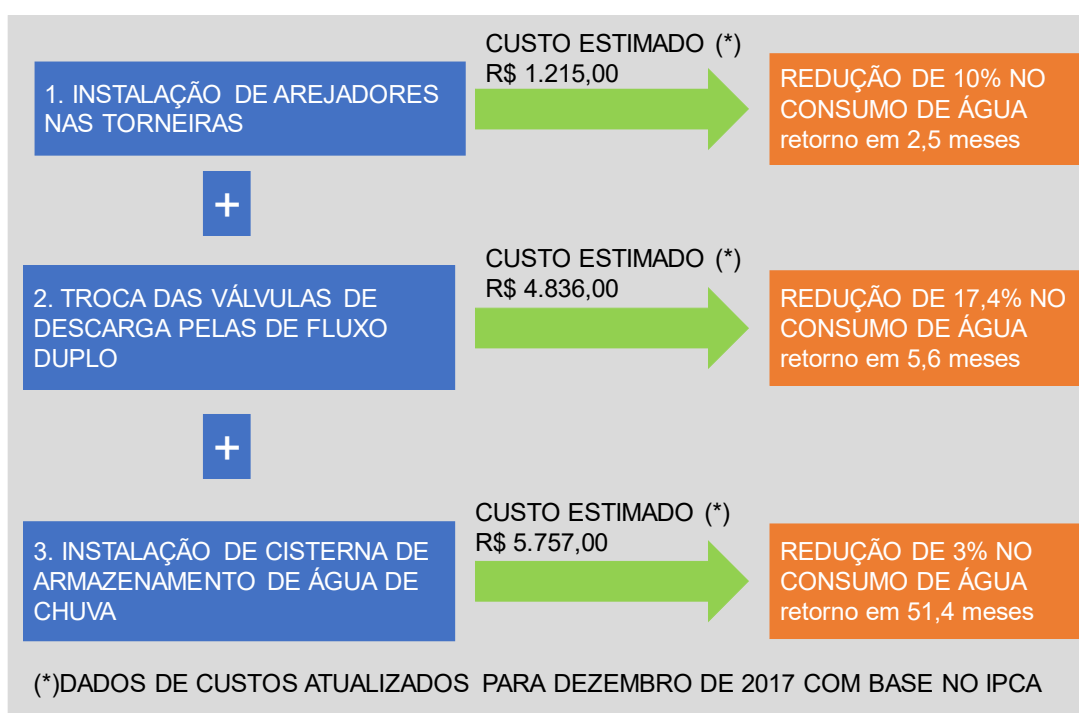 CUSTO ESTIMADO (*)
R$ 1.215,00
1. INSTALAÇÃO DE AREJADORES
NAS TORNEIRAS
REDUÇÃO DE 10% NO
CONSUMO DE ÁGUA
retorno em 2,5 meses
+
CUSTO ESTIMADO (*)
R$ 4.836,00
2. TROCA DAS VÁLVULAS DE
DESCARGA PELAS DE FLUXO
DUPLO
REDUÇÃO DE 17,4% NO
CONSUMO DE ÁGUA
retorno em 5,6 meses
+
CUSTO ESTIMADO (*)
R$ 5.757,00
3. INSTALAÇÃO DE CISTERNA DE
ARMAZENAMENTO DE ÁGUA DE
CHUVA
REDUÇÃO DE 3% NO
CONSUMO DE ÁGUA
retorno em 51,4 meses
(*)DADOS DE CUSTOS ATUALIZADOS PARA DEZEMBRO DE 2017 COM BASE NO IPCA